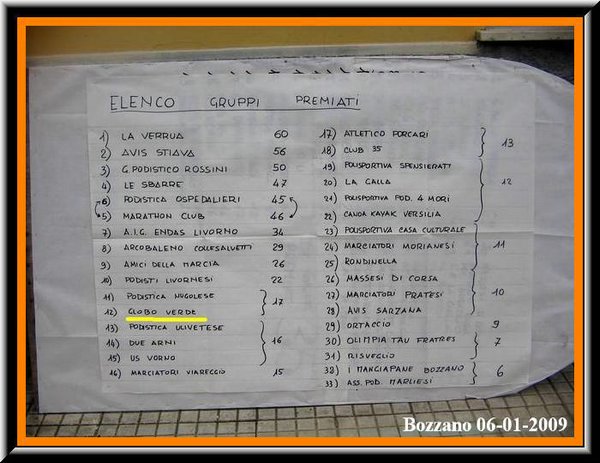 ELENCO GRUPPI PREMIATI
1) LA VERRUA 60
2) AVIS STIAVA 56
3) G.PODISTICO ROSSINI 50
4) LE SBARRE 47
6) PODISTICA OSPEDALIERI 45
5) MARATHON CLUB 46
7) A.I.G. ENDAS LIVORNO 34
8) ARCOBALENO COLLESALVETTI 29
9) AMICI DELLA MARCIA 26
10) PODISTI LIVORNESI 22
11) PODISTICA NUGOLESE
17
12) GLOBO VERDE
13) PODISTICA ULIVETESE
14) DUE ARNI 16
15) US VORNO
16) MARCIATORI VIAREGGIO 15
17) ATLETICO PORCARI
13
18) CLUB 35
19) POLISPORTIVA SPENSIERATI
20) LA GALLA 12
21) POLISPORTIVA POD. 4 MORI
22) CANOA KAYAK VERSILIA
23) POLISPORTIVA CASA CULTURALE
24) MARCIATORI MORIANESI 11
25) RONDINELLA
26) MASSESI DI CORSA
27) MARCIATORI PRATESI 10
28) AVIS SARZANA
29) ORTACCIO 9
30) OLIMPIA TAU FRATRES 7
31) RISVEGLIO
32) I MANGIAPANE BOZZANO 6
33) ASS. POD. MARLIESI
Bozzano 06-01-2009